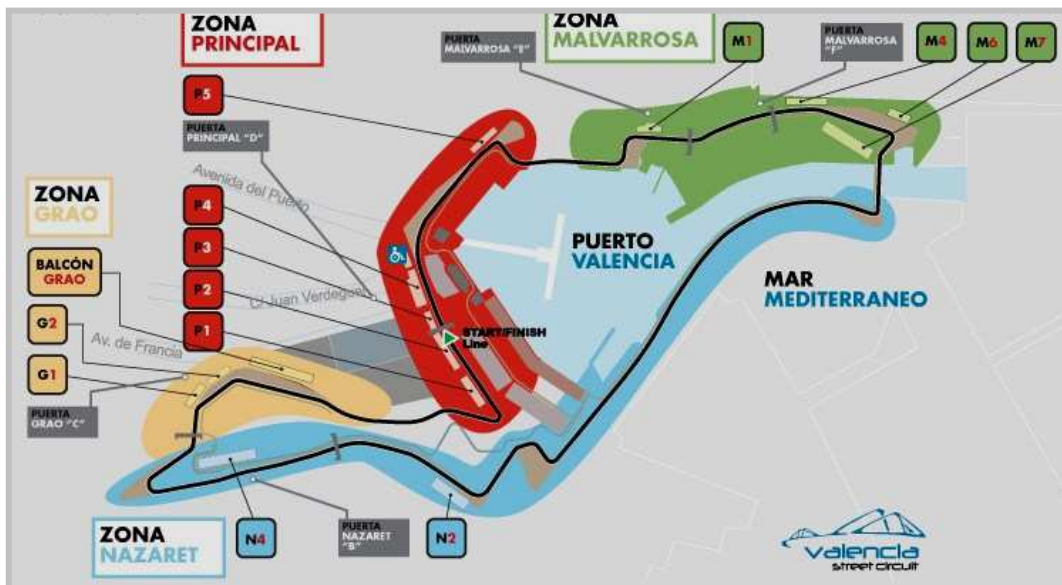 ZONA
PRINCIPAL
ZONA
MALVARROSA
PUERTA
MALVARROSA "E"
M1
PUERTA
MALVARROSA
"F"
M4
M6
M7
P5
PUERTA
PRINCIPAL "D"
Avenida del Puerto
ZONA
GRAO
P4
P3
P2
P1
BALCÓN
GRAO
G2
G1
C/ Juan Verdeguer
Av. de Francia
PUERTA
GRAO "C"
START/FINISH
Line
PUERTO
VALENCIA
MAR
MEDITERRANEO
ZONA
NAZARET
N4
PUERTA
NAZARET
"B"
N2
valencia
street circuit